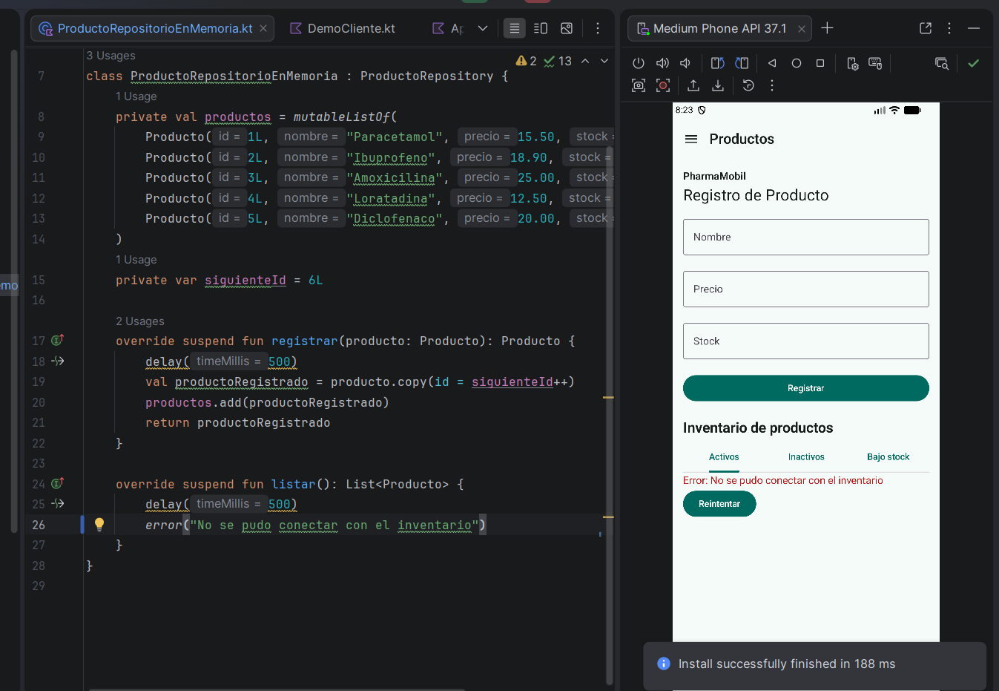 ProductoRepositorioEnMemoria.kt
DemoCliente.kt
Ap
Medium Phone API 37.1
emo
2
13
3 Usages
7 class ProductoRepositorioEnMemoria : ProductoRepository {
1 Usage
8 private val productos = mutableListOf(
9 Producto( id = 1L, nombre = "Paracetamol", precio = 15.50, stock =
10 Producto( id = 2L, nombre = "Ibuprofeno", precio = 18.90, stock =
11 Producto( id = 3L, nombre = "Amoxicilina", precio = 25.00, stock =
12 Producto( id = 4L, nombre = "Loratadina", precio = 12.50, stock =
13 Producto( id = 5L, nombre = "Diclofenaco", precio = 20.00, stock =
14 )
1 Usage
15 private var siguienteId = 6L
16
2 Usages
17 override suspend fun registrar(producto: Producto): Producto {
18 delay( timeMillis = 500)
19 val productoRegistrado = producto.copy(id = siguienteId++)
20 productos.add(productoRegistrado)
21 return productoRegistrado
22 }
23
24 override suspend fun listar(): List<Producto> {
25 delay( timeMillis = 500)
26 error("No se pudo conectar con el inventario")
27 }
28 }
29
8:23
Productos
PharmaMobil
Registro de Producto
Nombre
Precio
Stock
Registrar
Inventario de productos
Activos Inactivos Bajo stock
Error: No se pudo conectar con el inventario
Reintentar
Install successfully finished in 188 ms